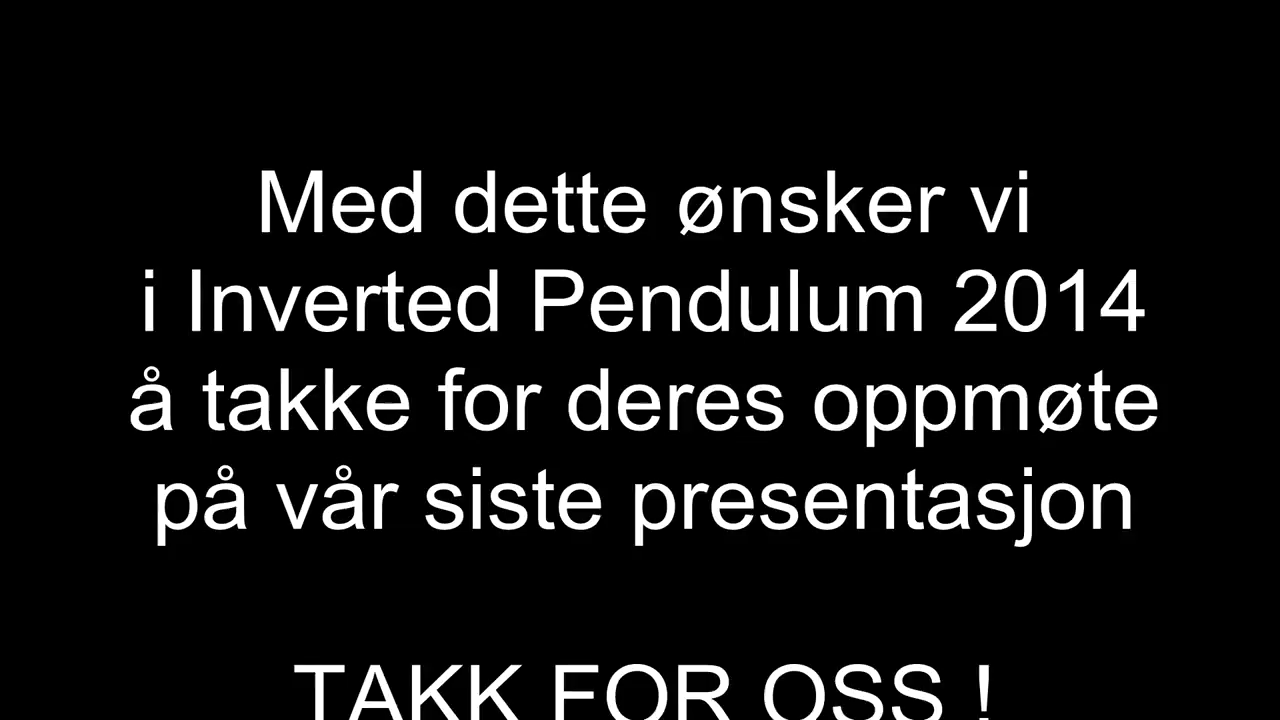 Med dette ønsker vi
i Inverted Pendulum 2014
å takke for deres oppmøte
på vår siste presentasjon
TAKK FOR OSS !